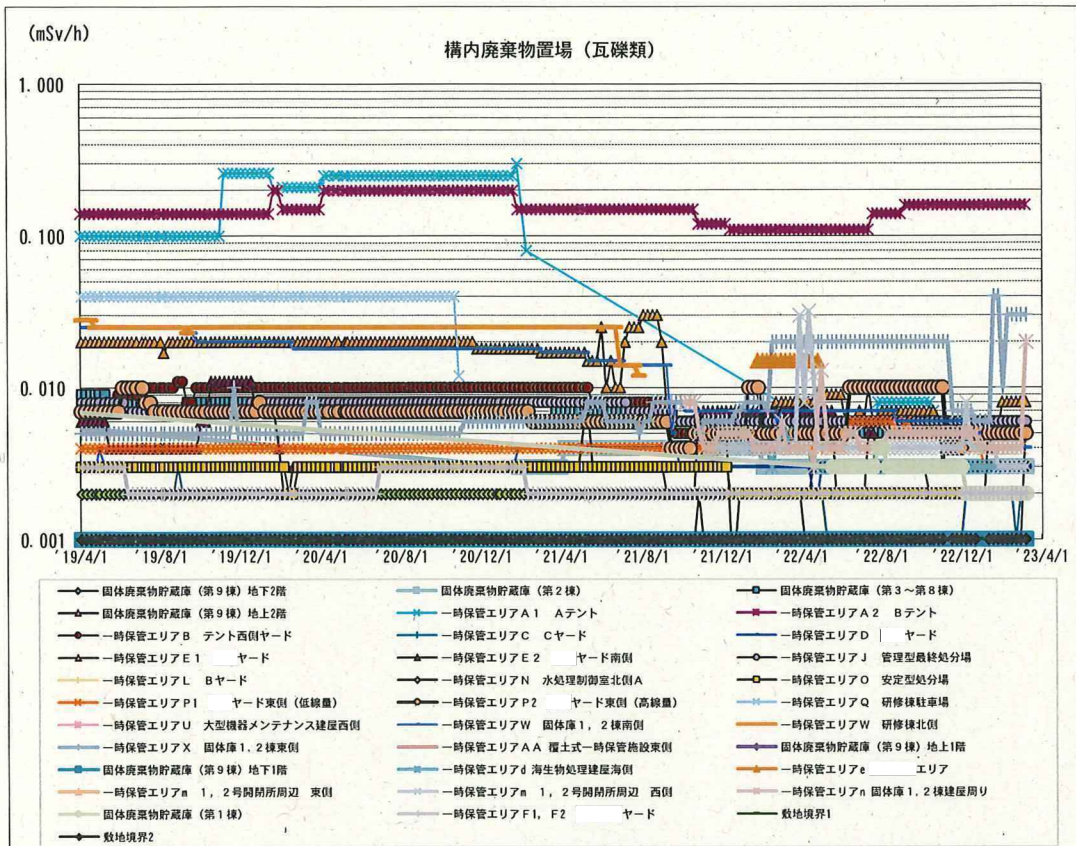 (mSv/h)
構内廃棄物置場（瓦礫類）
1.000
0.100
0.010
0.001
'19/4/1 '19/8/1 '19/12/1 '20/4/1 '20/8/1 '20/12/1 '21/4/1 '21/8/1 '21/12/1 '22/4/1 '22/8/1 '22/12/1 '23/4/1
固体廃棄物貯蔵庫（第９棟）地下2階 固体廃棄物貯蔵庫（第２棟） 固体廃棄物貯蔵庫（第３～第８棟）
固体廃棄物貯蔵庫（第９棟）地上2階 一時保管エリアＡ１　Ａテント 一時保管エリアＡ２　Ｂテント
一時保管エリアＢ　テント西側ヤード 一時保管エリアＣ　Ｃヤード 一時保管エリアＤ　ヤード
一時保管エリアＥ１　ヤード 一時保管エリアＥ２　ヤード南側 一時保管エリアＪ　管理型最終処分場
一時保管エリアＬ　Ｂヤード 一時保管エリアＮ　水処理制御室北側Ａ 一時保管エリアＯ　安定型処分場
一時保管エリアＰ１　ヤード東側（低線量） 一時保管エリアＰ２　ヤード東側（高線量） 一時保管エリアＱ　研修棟駐車場
一時保管エリアＵ　大型機器メンテナンス建屋西側 一時保管エリアＷ　固体庫１，２棟南側 一時保管エリアＷ　研修棟北側
一時保管エリアＸ　固体庫１，２棟東側 一時保管エリアＡＡ 覆土式一時保管施設東側 固体廃棄物貯蔵庫（第９棟）地上1階
固体廃棄物貯蔵庫（第９棟）地下1階 一時保管エリアｄ 海生物処理建屋海側 一時保管エリアｅ　エリア
一時保管エリアｍ　１，２号開閉所周辺　東側 一時保管エリアｍ　１，２号開閉所周辺　西側 一時保管エリアｎ 固体庫１，２棟建屋周り
固体廃棄物貯蔵庫（第１棟） 一時保管エリアＦ１，Ｆ２　ヤード 敷地境界1
敷地境界2